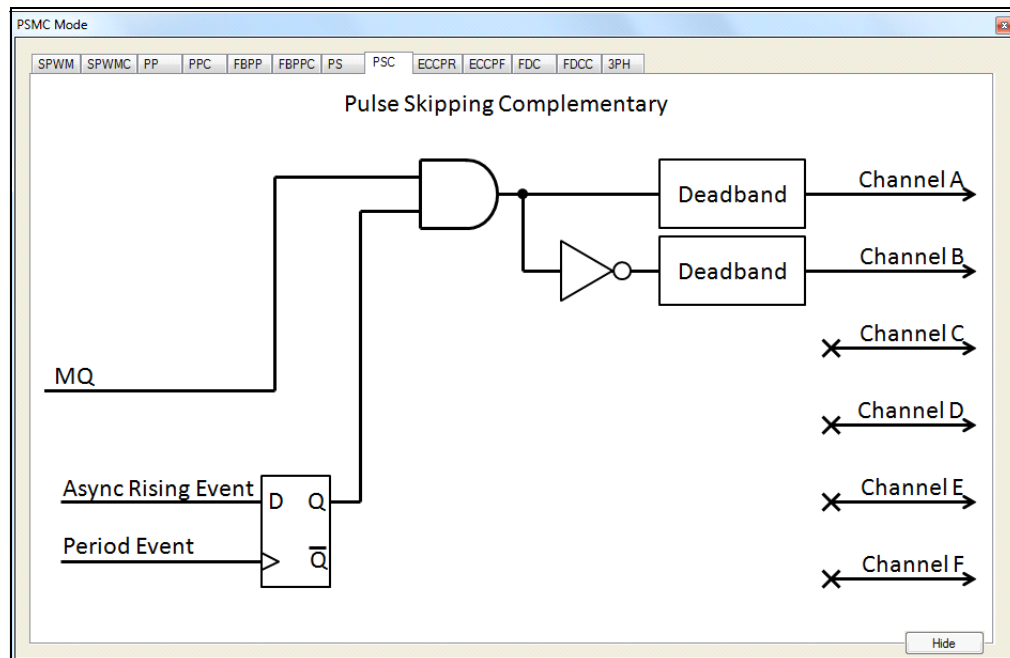 PSMC Mode
x
SPWM SPWMC PP PPC FBPP FBPPC PS PSC ECCPR ECCPF FDC FDCC 3PH
Pulse Skipping Complementary
Deadband
Channel A
Deadband
Channel B
Channel C
MQ
Channel D
Async Rising Event
D Q
Channel E
Period Event
Q̅
Channel F
Hide